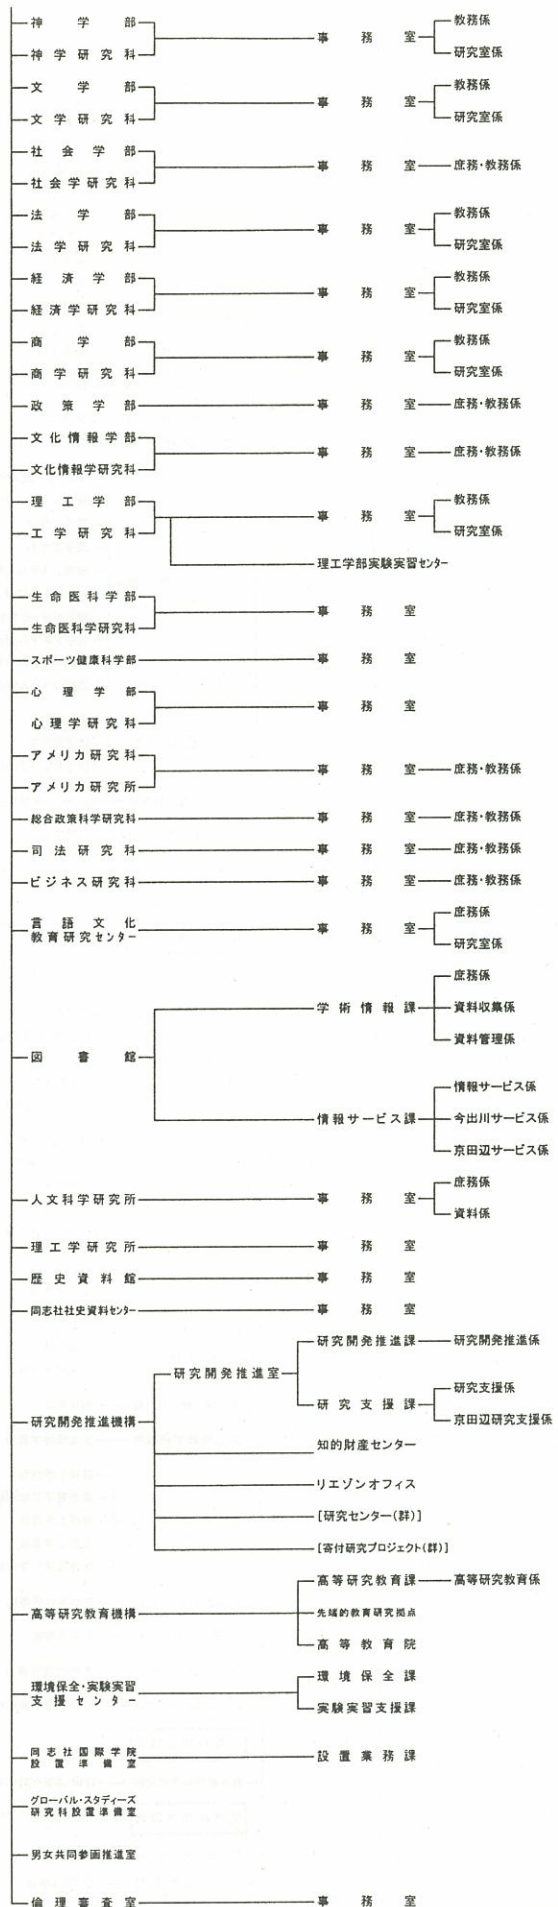 神学部
教務係
事務室
神学研究科
研究室係
文学部
教務係
事務室
文学研究科
研究室係
社会学部
事務室
庶務・教務係
社会学研究科
法学部
教務係
事務室
法学研究科
研究室係
経済学部
教務係
事務室
経済学研究科
研究室係
商学部
教務係
事務室
商学研究科
研究室係
政策学部
事務室
庶務・教務係
文化情報学部
事務室
庶務・教務係
文化情報学研究科
理工学部
教務係
事務室
工学研究科
研究室係
理工学部実験実習センター
生命医科学部
事務室
生命医科学研究科
スポーツ健康科学部
事務室
心理学部
事務室
心理学研究科
アメリカ研究科
事務室
庶務・教務係
アメリカ研究所
総合政策科学研究科
事務室
庶務・教務係
司法研究科
事務室
庶務・教務係
ビジネス研究科
事務室
庶務・教務係
言語文化
教育研究センター
事務室
庶務係
研究室係
図書館
学術情報課
庶務係
資料収集係
資料管理係
情報サービス課
情報サービス係
今出川サービス係
京田辺サービス係
人文科学研究所
事務室
庶務係
資料係
理工学研究所
事務室
歴史資料館
事務室
同志社社史資料センター
事務室
研究開発推進機構
研究開発推進室
研究開発推進課
研究開発推進係
研究支援課
研究支援係
京田辺研究支援係
知的財産センター
リエゾンオフィス
[研究センター(群)]
[寄付研究プロジェクト(群)]
高等研究教育機構
高等研究教育課
高等研究教育係
先端的教育研究拠点
高等教育院
環境保全・実験実習
支援センター
環境保全課
実験実習支援課
同志社国際学院
設置準備室
設置業務課
グローバル・スタディーズ
研究科設置準備室
男女共同参画推進室
倫理審査室
事務室